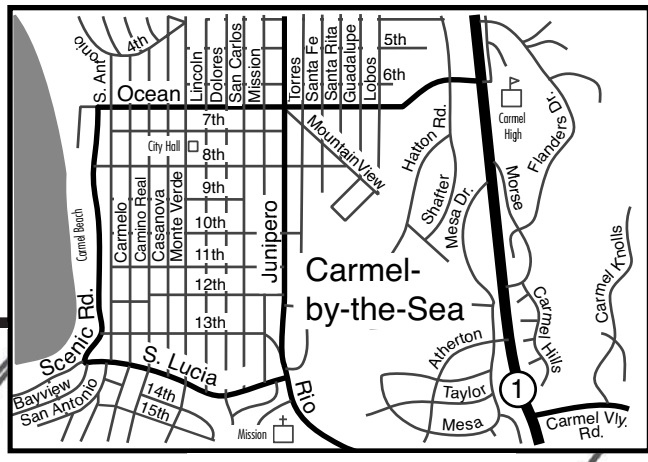 4th
S. Antonio
Lincoln
Dolores
San Carlos
Mission
Torres
Santa Fe
Santa Rita
Guadalupe
Lobos
5th
6th
Ocean
7th
City Hall
8th
MountainView
Hatton Rd.
Carmel
High
Flanders Dr.
Carmelo
Camino Real
Casanova
Monte Verde
9th
10th
11th
12th
13th
Junipero
Shafter
Mesa Dr.
Morse
Carmel Beach
Carmel-
by-the-Sea
Carmel Knolls
Carmel Hills
Scenic Rd.
S. Lucia
Atherton
Taylor
Mesa
1
Bayview
San Antonio
14th
15th
Mission
Rio
Carmel Vly.
Rd.